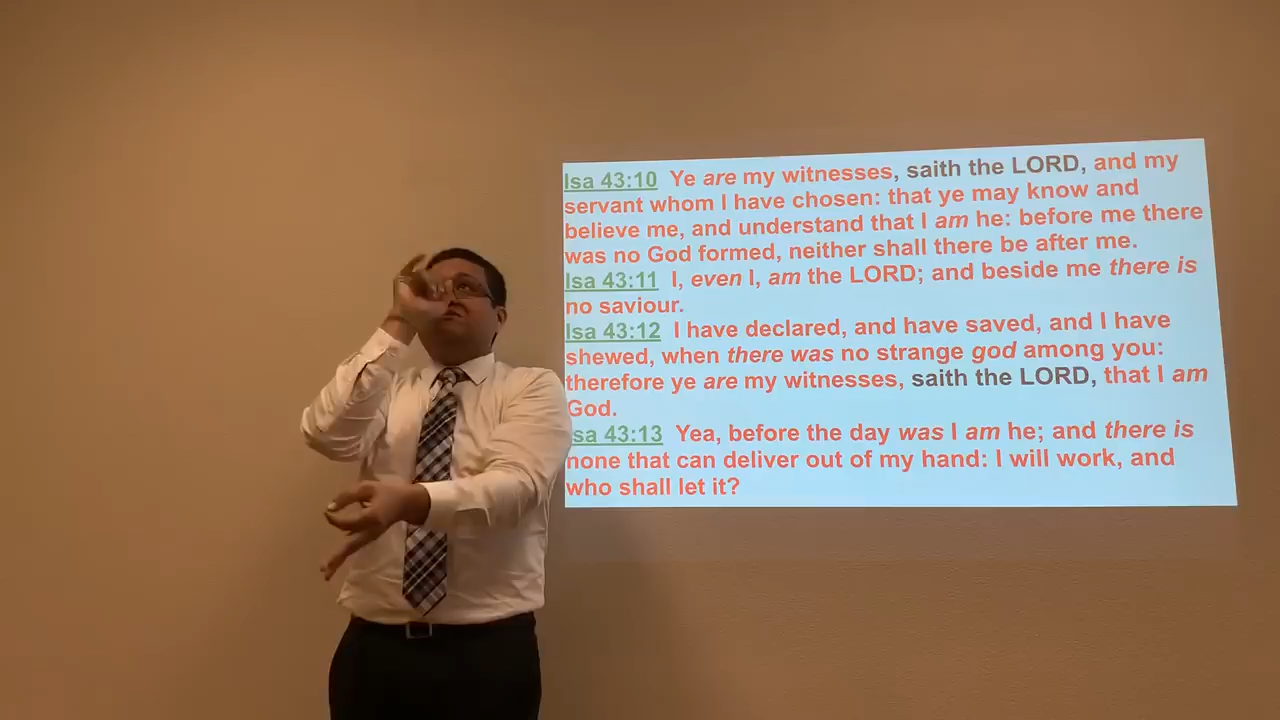 Isa 43:10 Ye are my witnesses, saith the LORD, and my
servant whom I have chosen: that ye may know and
believe me, and understand that I am he: before me there
was no God formed, neither shall there be after me.
Isa 43:11 I, even I, am the LORD; and beside me there is
no saviour.
Isa 43:12 I have declared, and have saved, and I have
shewed, when there was no strange god among you:
therefore ye are my witnesses, saith the LORD, that I am
God.
Isa 43:13 Yea, before the day was I am he; and there is
none that can deliver out of my hand: I will work, and
who shall let it?